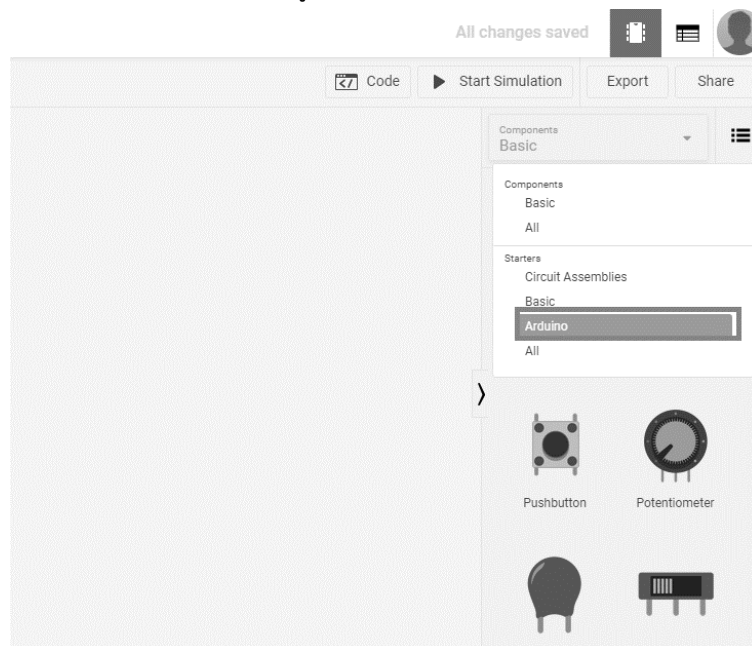 All changes saved
Code
Start Simulation
Export
Share
Components
Basic
Components
Basic
All
Starters
Circuit Assemblies
Basic
Arduino
All
Pushbutton
Potentiometer